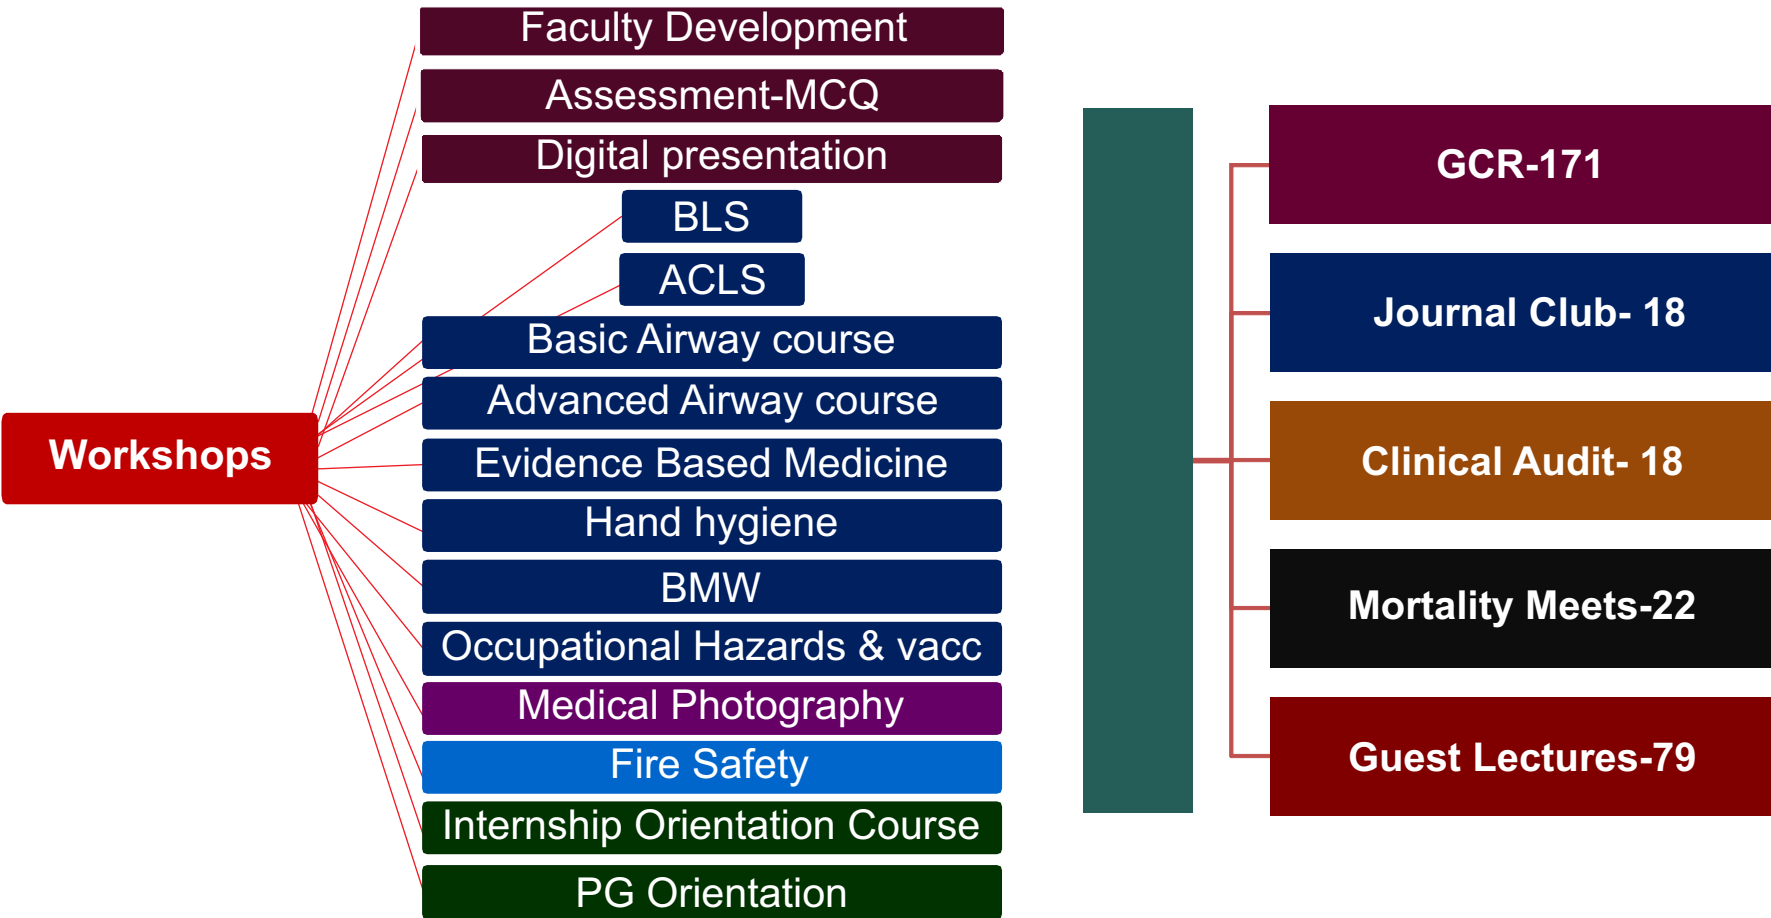 Faculty Development
Assessment-MCQ
Digital presentation
BLS
ACLS
Basic Airway course
Advanced Airway course
Workshops
Evidence Based Medicine
Hand hygiene
BMW
Occupational Hazards & vacc
Medical Photography
Fire Safety
Internship Orientation Course
PG Orientation
GCR-171
Journal Club- 18
Clinical Audit- 18
Mortality Meets-22
Guest Lectures-79